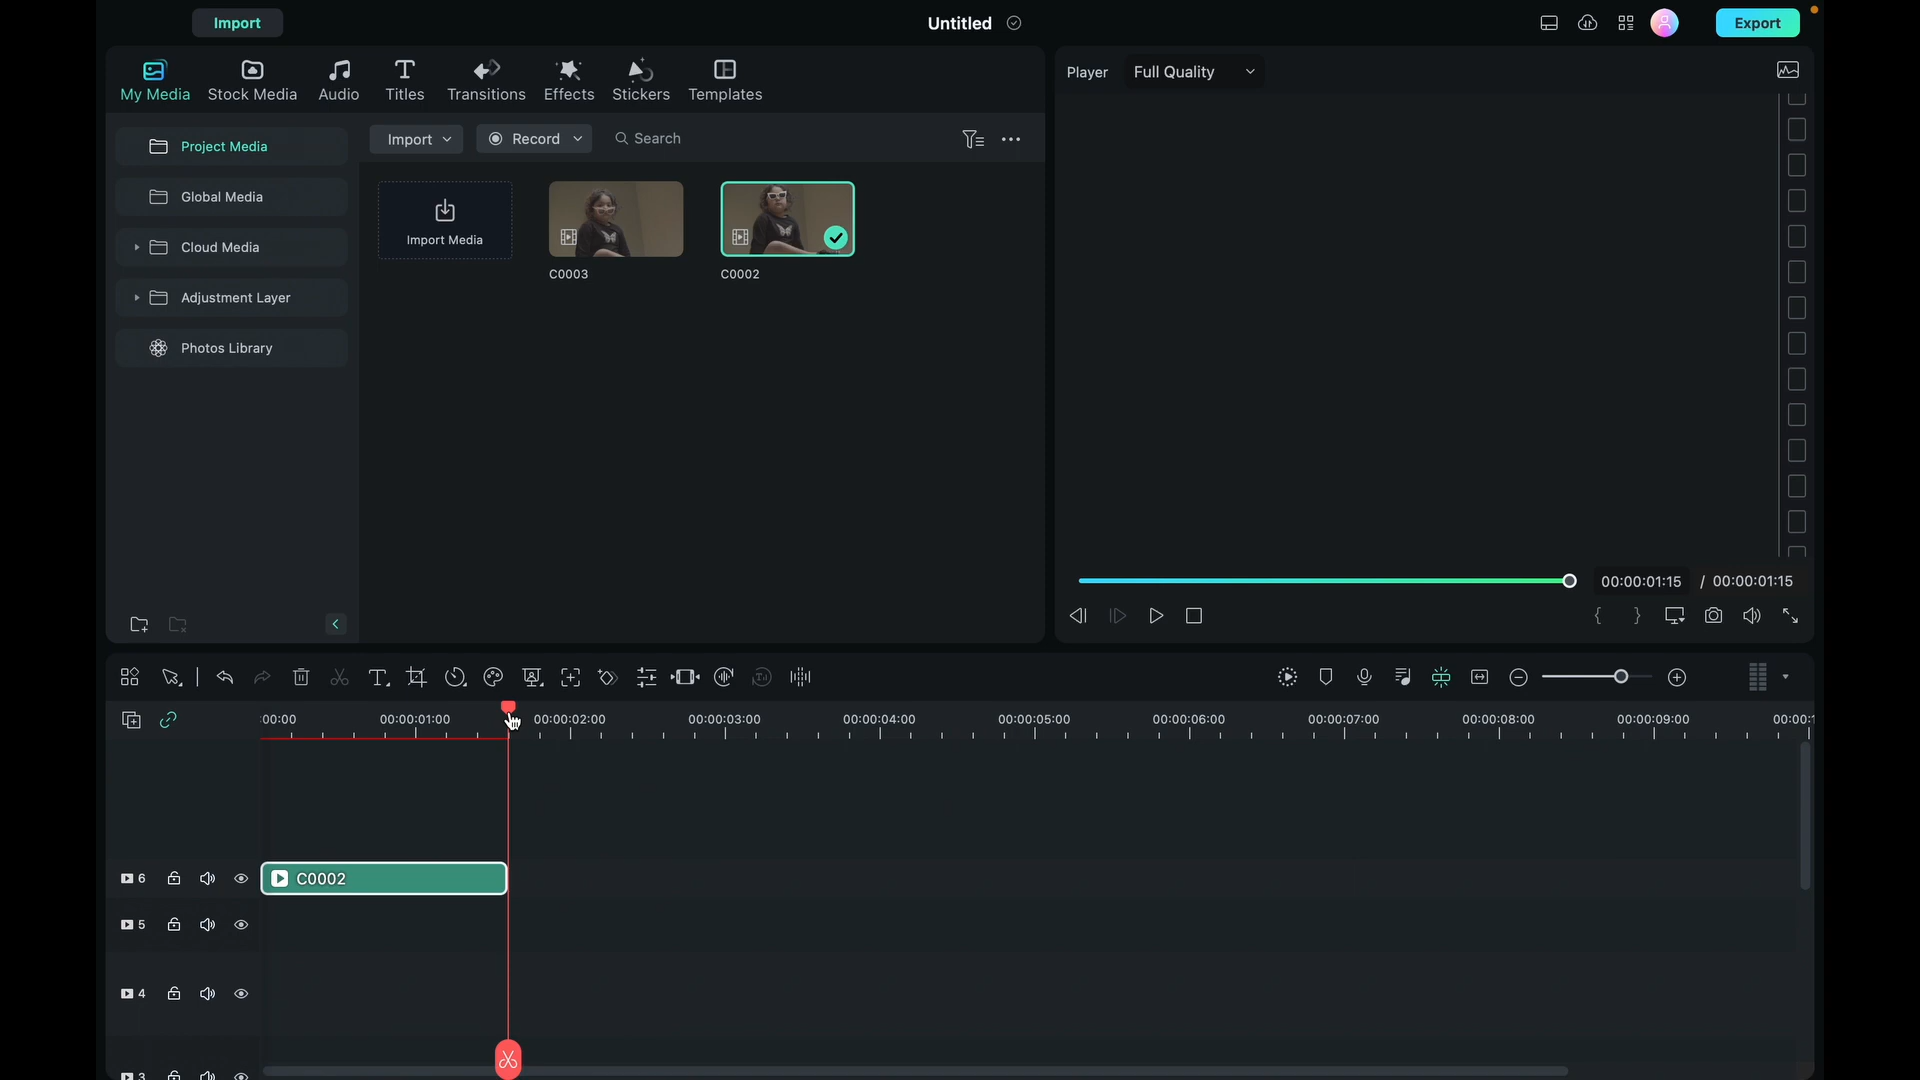 Import
Untitled
Export
My Media
Stock Media
Audio
Titles
Transitions
Effects
Stickers
Templates
Player
Full Quality
Project Media
Global Media
Cloud Media
Adjustment Layer
Photos Library
Import
Record
Search
Import Media
C0003
C0002
00:00:01:15 / 00:00:01:15
:00:00 00:00:01:00 00:00:02:00 00:00:03:00 00:00:04:00 00:00:05:00 00:00:06:00 00:00:07:00 00:00:08:00 00:00:09:00 00:00:1
6
C0002
5
4
3